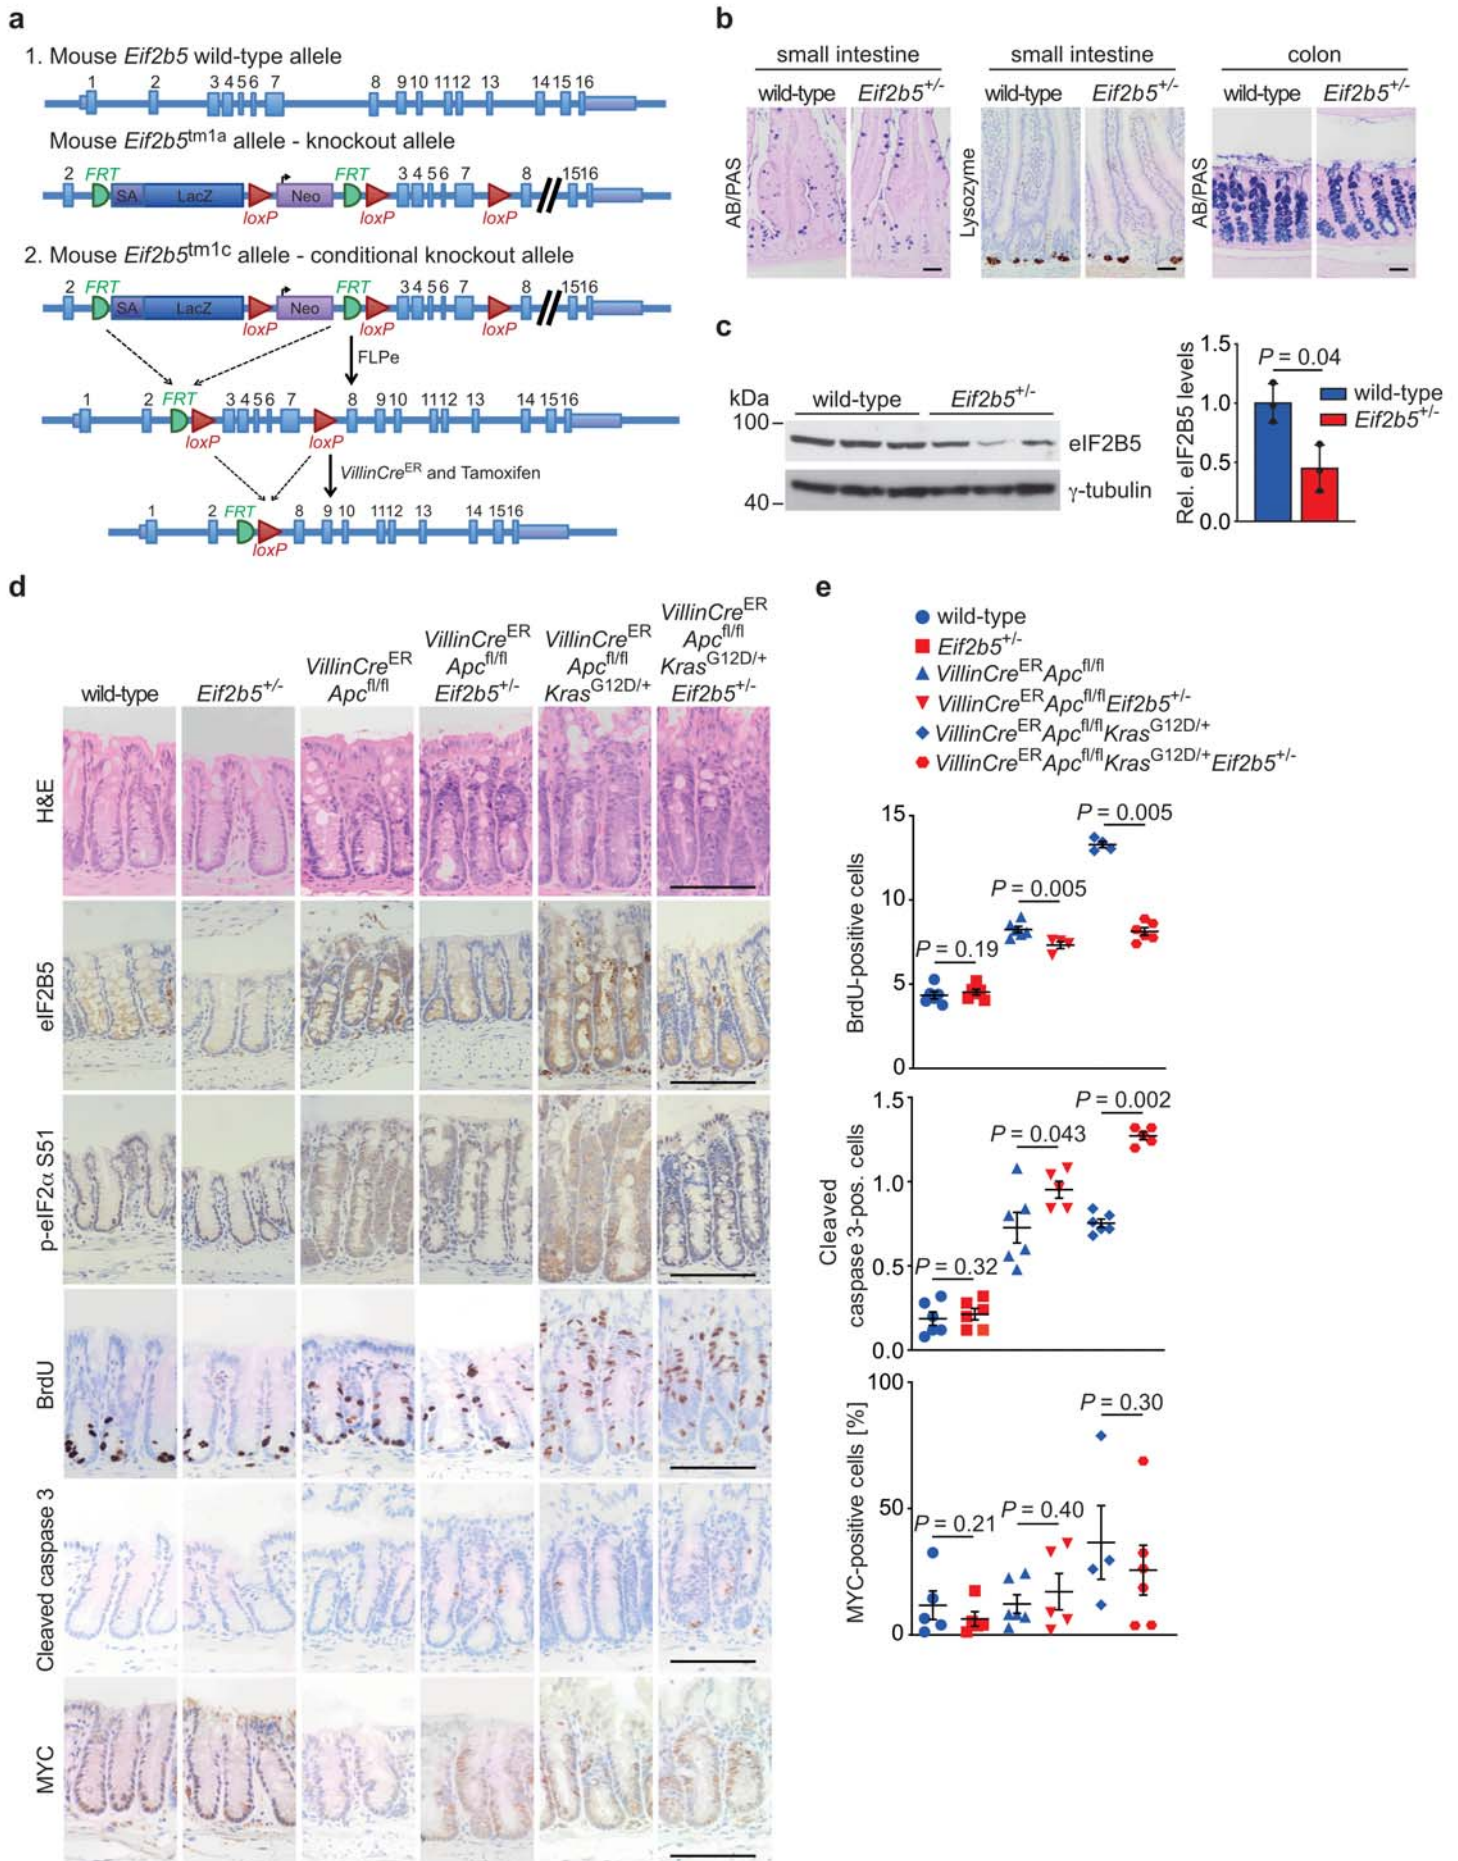 a
1. Mouse Eif2b5 wild-type allele
1 2 3 4 5 6 7 8 9 10 11 12 13 14 15 16
Mouse Eif2b5tm1a allele - knockout allele
2 FRT SA LacZ loxP Neo FRT loxP 3 4 5 6 7 loxP 8 15 16
2. Mouse Eif2b5tm1c allele - conditional knockout allele
2 FRT SA LacZ loxP Neo FRT loxP 3 4 5 6 7 loxP 8 15 16
FLPe
1 2 FRT loxP 3 4 5 6 7 loxP 8 9 10 11 12 13 14 15 16
VillinCreER and Tamoxifen
1 2 FRT loxP 8 9 10 11 12 13 14 15 16
b
small intestine small intestine colon
wild-type Eif2b5+/- wild-type Eif2b5+/- wild-type Eif2b5+/-
AB/PAS
Lysozyme
AB/PAS
c
kDa wild-type Eif2b5+/-
100
eIF2B5
40
γ-tubulin
Rel. eIF2B5 levels
1.5
1.0
0.5
0.0
P = 0.04
wild-type
Eif2b5+/-
d
wild-type
Eif2b5+/-
VillinCreER
Apcfl/fl
VillinCreER
Apcfl/fl
Eif2b5+/-
VillinCreER
Apcfl/fl
KrasG12D/+
VillinCreER
Apcfl/fl
KrasG12D/+
Eif2b5+/-
H&E
eIF2B5
p-eIF2α S51
BrdU
Cleaved caspase 3
MYC
e
wild-type
Eif2b5+/-
VillinCreERApcfl/fl
VillinCreERApcfl/flEif2b5+/-
VillinCreERApcfl/flKrasG12D/+
VillinCreERApcfl/flKrasG12D/+Eif2b5+/-
BrdU-positive cells
15
10
5
0
P = 0.19
P = 0.005
P = 0.005
Cleaved
caspase 3-pos. cells
1.5
1.0
0.5
0.0
P = 0.32
P = 0.043
P = 0.002
MYC-positive cells [%]
100
50
0
P = 0.21
P = 0.40
P = 0.30